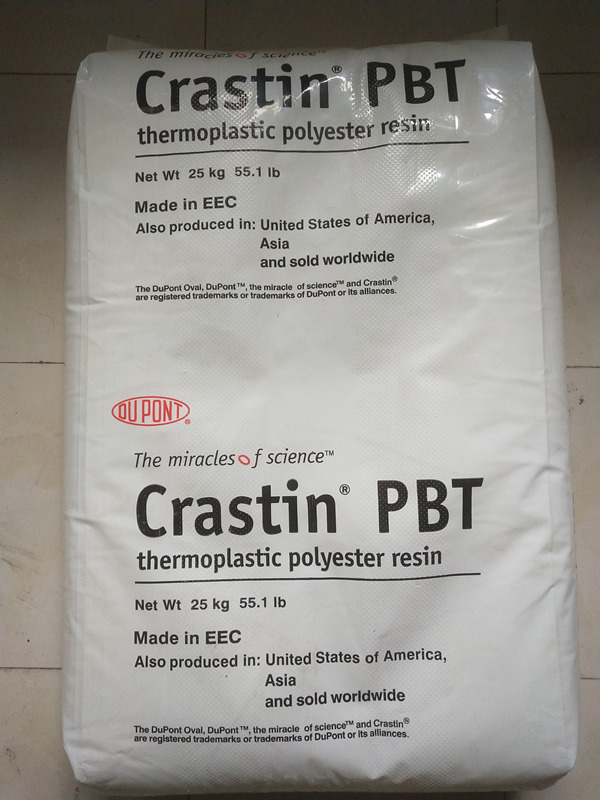 The miracles of science™
Crastin® PBT
thermoplastic polyester resin
Net Wt 25 kg 55.1 lb
Made in EEC
Also produced in: United States of America,
Asia
and sold worldwide
The DuPont Oval, DuPont™, the miracle of science™ and Crastin®
are registered trademarks or trademarks of DuPont or its alliances.
DU PONT®
The miracles of science™
Crastin® PBT
thermoplastic polyester resin
Net Wt 25 kg 55.1 lb
Made in EEC
Also produced in: United States of America,
Asia
and sold worldwide
The DuPont Oval, DuPont™, the miracle of science™ and Crastin®
are registered trademarks or trademarks of DuPont or its alliances.